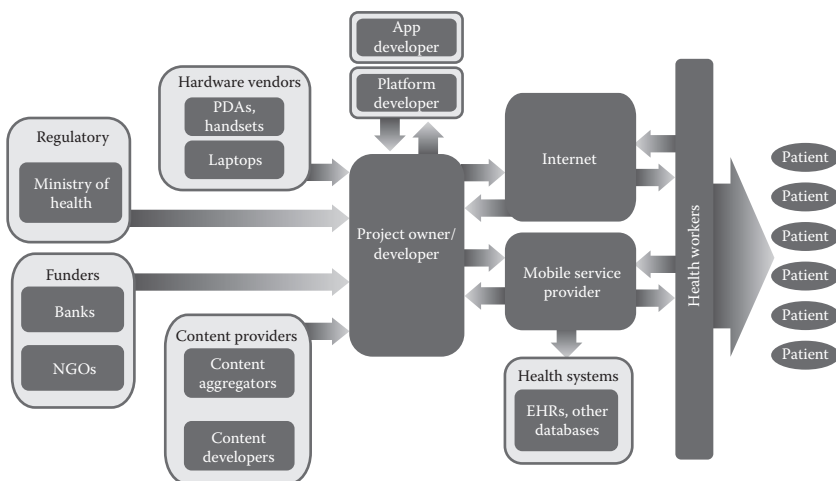 App
developer
Platform
developer
Hardware vendors
PDAs,
handsets
Laptops
Regulatory
Ministry of
health
Funders
Banks
NGOs
Content providers
Content
aggregators
Content
developers
Project owner/
developer
Internet
Mobile service
provider
Health systems
EHRs, other
databases
Health workers
Patient
Patient
Patient
Patient
Patient
Patient